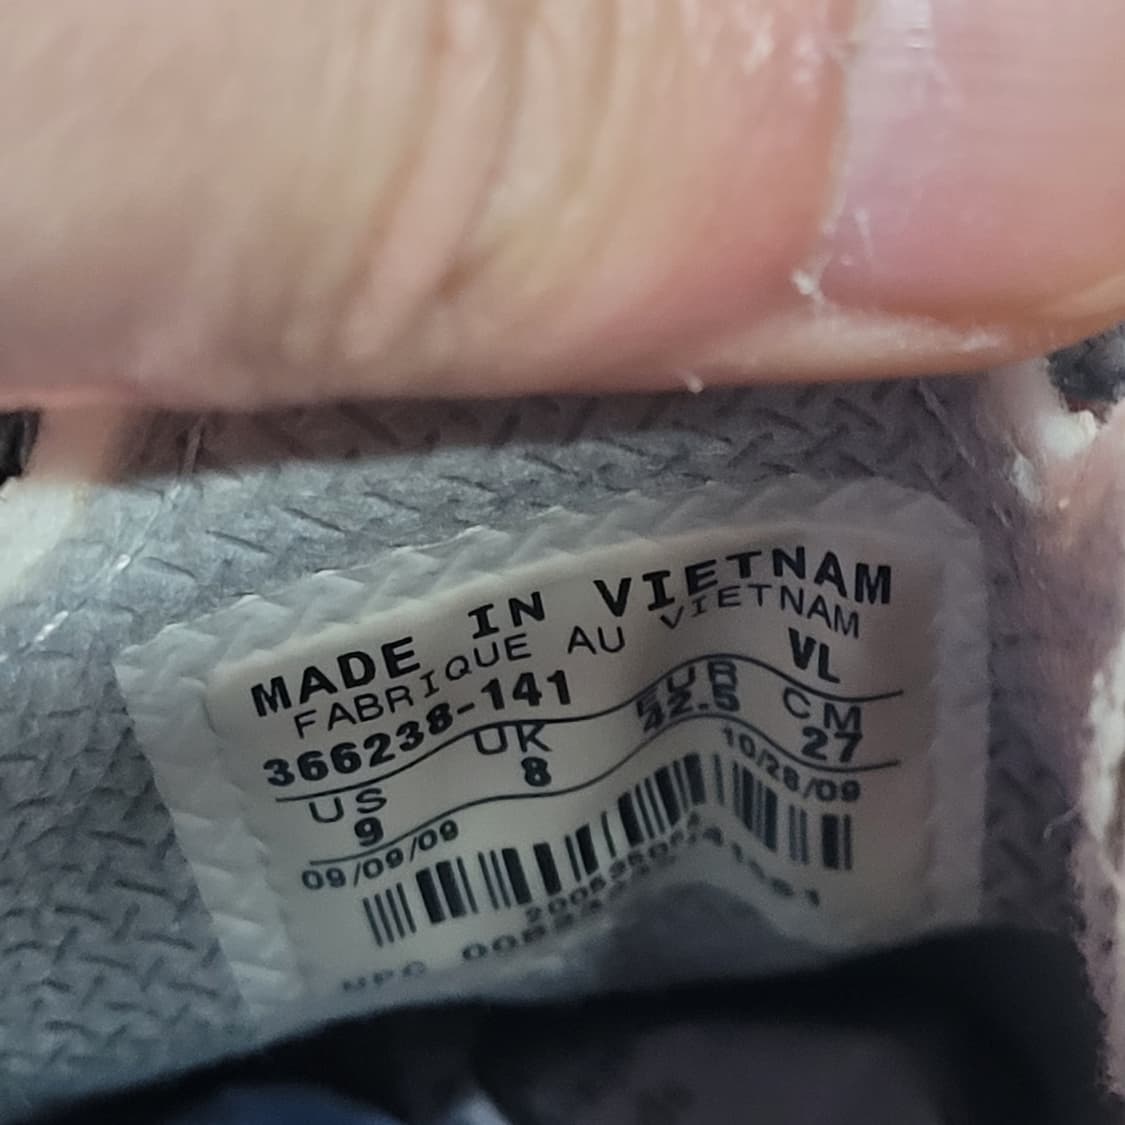 MADE IN VIETNAM
FABRIQUE AU VIETNAM
366238-141 VL
US UK EUR CM
9 8 42.5 27
09/09/09 10/28/09